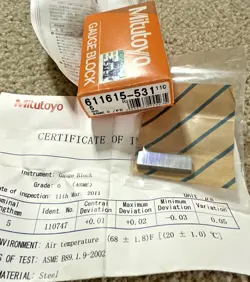 Mitutoyo
GAUGE BLOCK
611615-531
Mitutoyo
CERTIFICATE OF
Instrument: Gauge Block
Grade: 0 (ASME)
Date of inspection: 11th Mar. 2011
Ident No. Central Deviation Maximum Deviation Minimum Deviation Variation
5 110747 +0.01 +0.02 -0.03 0.05
ENVIRONMENT: Air temperature (68 ± 1.8)F [(20 ± 1.0) ℃]
OF TEST: ASME B89.1.9-2002
MATERIAL: Steel